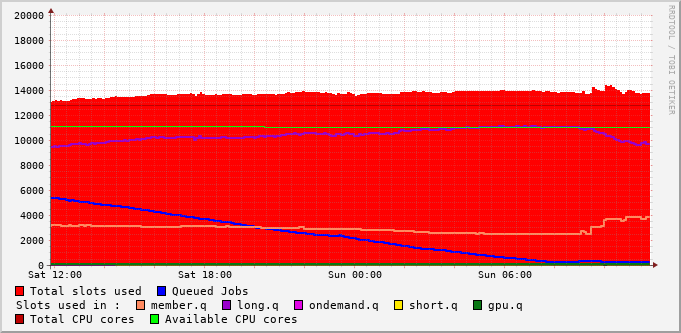 RRDTOOL / TOBI OETIKER
20000
18000
16000
14000
12000
10000
8000
6000
4000
2000
0
Sat 12:00 Sat 18:00 Sun 00:00 Sun 06:00
Total slots used Queued Jobs
Slots used in : member.q long.q ondemand.q short.q gpu.q
Total CPU cores Available CPU cores